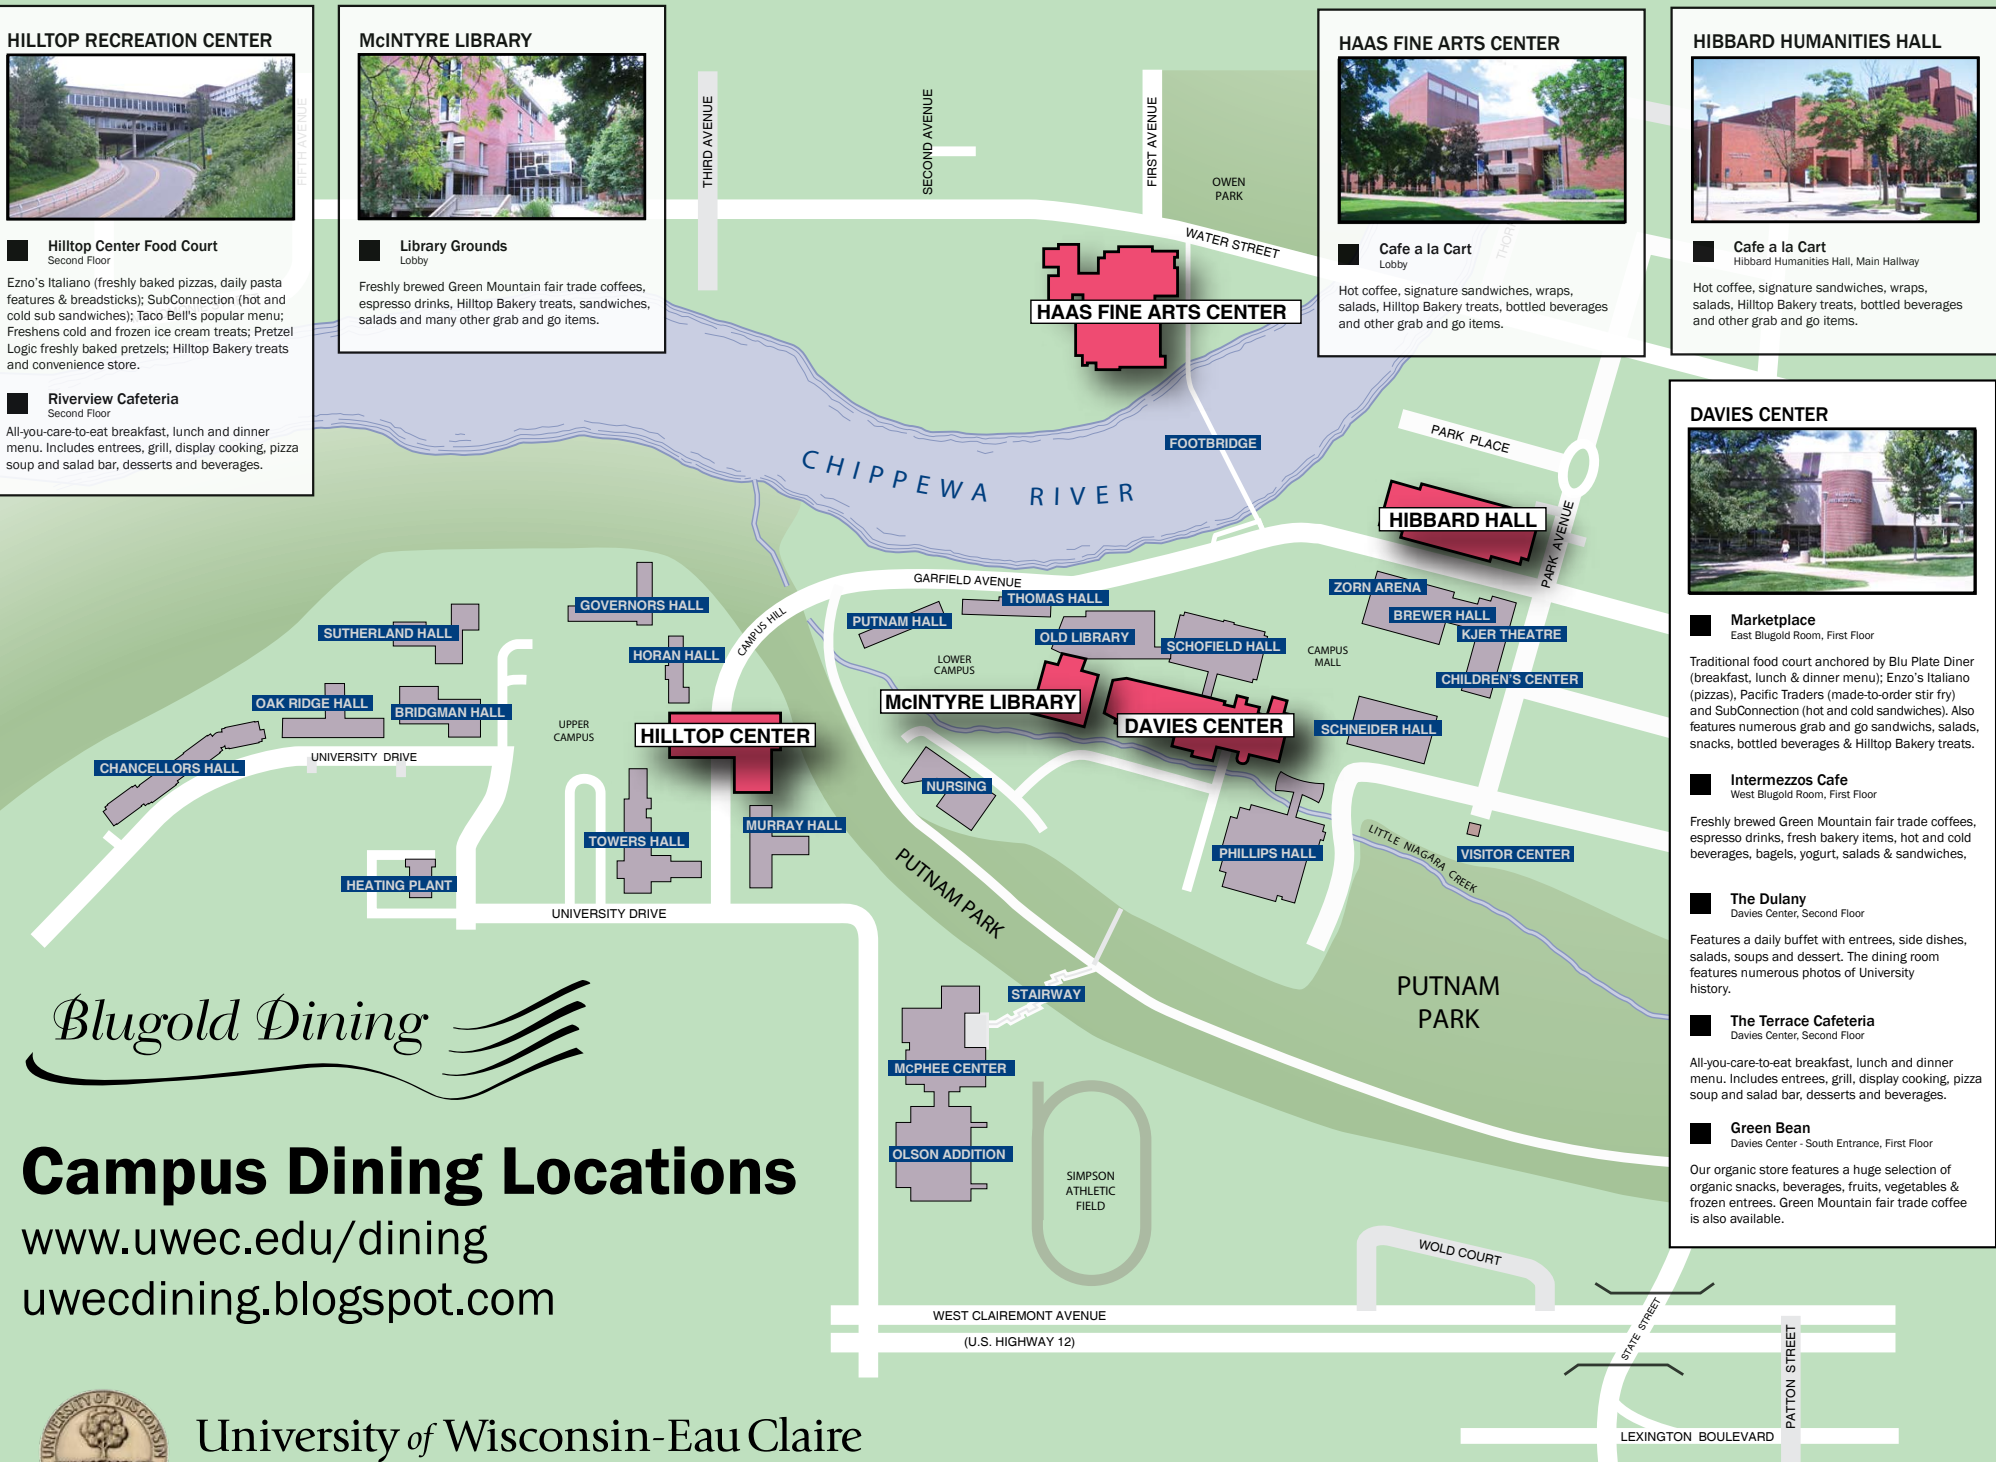 HILLTOP RECREATION CENTER
Hilltop Center Food Court
Second Floor
Ezno's Italiano (freshly baked pizzas, daily pasta
features & breadsticks); SubConnection (hot and
cold sub sandwiches); Taco Bell's popular menu;
Freshens cold and frozen ice cream treats; Pretzel
Logic freshly baked pretzels; Hilltop Bakery treats
and convenience store.
Riverview Cafeteria
Second Floor
All-you-care-to-eat breakfast, lunch and dinner
menu. Includes entrees, grill, display cooking, pizza
soup and salad bar, desserts and beverages.
FIFTH AVENUE
McINTYRE LIBRARY
Library Grounds
Lobby
Freshly brewed Green Mountain fair trade coffees,
espresso drinks, Hilltop Bakery treats, sandwiches,
salads and many other grab and go items.
THIRD AVENUE
SECOND AVENUE
FIRST AVENUE
OWEN
PARK
WATER STREET
HAAS FINE ARTS CENTER
HAAS FINE ARTS CENTER
Cafe a la Cart
Lobby
Hot coffee, signature sandwiches, wraps,
salads, Hilltop Bakery treats, bottled beverages
and other grab and go items.
THOR
HIBBARD HUMANITIES HALL
Cafe a la Cart
Hibbard Humanities Hall, Main Hallway
Hot coffee, signature sandwiches, wraps,
salads, Hilltop Bakery treats, bottled beverages
and other grab and go items.
DAVIES CENTER
Marketplace
East Blugold Room, First Floor
Traditional food court anchored by Blu Plate Diner
(breakfast, lunch & dinner menu); Enzo's Italiano
(pizzas), Pacific Traders (made-to-order stir fry)
and SubConnection (hot and cold sandwiches). Also
features numerous grab and go sandwichs, salads,
snacks, bottled beverages & Hilltop Bakery treats.
Intermezzos Cafe
West Blugold Room, First Floor
Freshly brewed Green Mountain fair trade coffees,
espresso drinks, fresh bakery items, hot and cold
beverages, bagels, yogurt, salads & sandwiches,
The Dulany
Davies Center, Second Floor
Features a daily buffet with entrees, side dishes,
salads, soups and dessert. The dining room
features numerous photos of University
history.
The Terrace Cafeteria
Davies Center, Second Floor
All-you-care-to-eat breakfast, lunch and dinner
menu. Includes entrees, grill, display cooking, pizza
soup and salad bar, desserts and beverages.
Green Bean
Davies Center - South Entrance, First Floor
Our organic store features a huge selection of
organic snacks, beverages, fruits, vegetables &
frozen entrees. Green Mountain fair trade coffee
is also available.
FOOTBRIDGE
CHIPPEWA RIVER
PARK PLACE
HIBBARD HALL
PARK AVENUE
GARFIELD AVENUE
CAMPUS HILL
GOVERNORS HALL
SUTHERLAND HALL
HORAN HALL
OAK RIDGE HALL
BRIDGMAN HALL
CHANCELLORS HALL
UNIVERSITY DRIVE
UPPER
CAMPUS
HILLTOP CENTER
TOWERS HALL
MURRAY HALL
HEATING PLANT
UNIVERSITY DRIVE
PUTNAM HALL
THOMAS HALL
OLD LIBRARY
SCHOFIELD HALL
LOWER
CAMPUS
CAMPUS
MALL
ZORN ARENA
BREWER HALL
KJER THEATRE
CHILDREN'S CENTER
McINTYRE LIBRARY
DAVIES CENTER
SCHNEIDER HALL
NURSING
PHILLIPS HALL
VISITOR CENTER
LITTLE NIAGARA CREEK
PUTNAM PARK
PUTNAM
PARK
STAIRWAY
McPHEE CENTER
OLSON ADDITION
SIMPSON
ATHLETIC
FIELD
WOLD COURT
WEST CLAIREMONT AVENUE
(U.S. HIGHWAY 12)
STATE STREET
PATTON STREET
LEXINGTON BOULEVARD
Blugold Dining
Campus Dining Locations
www.uwec.edu/dining
uwecdining.blogspot.com
UNIVERSITY OF WISCONSIN
University of Wisconsin-Eau Claire